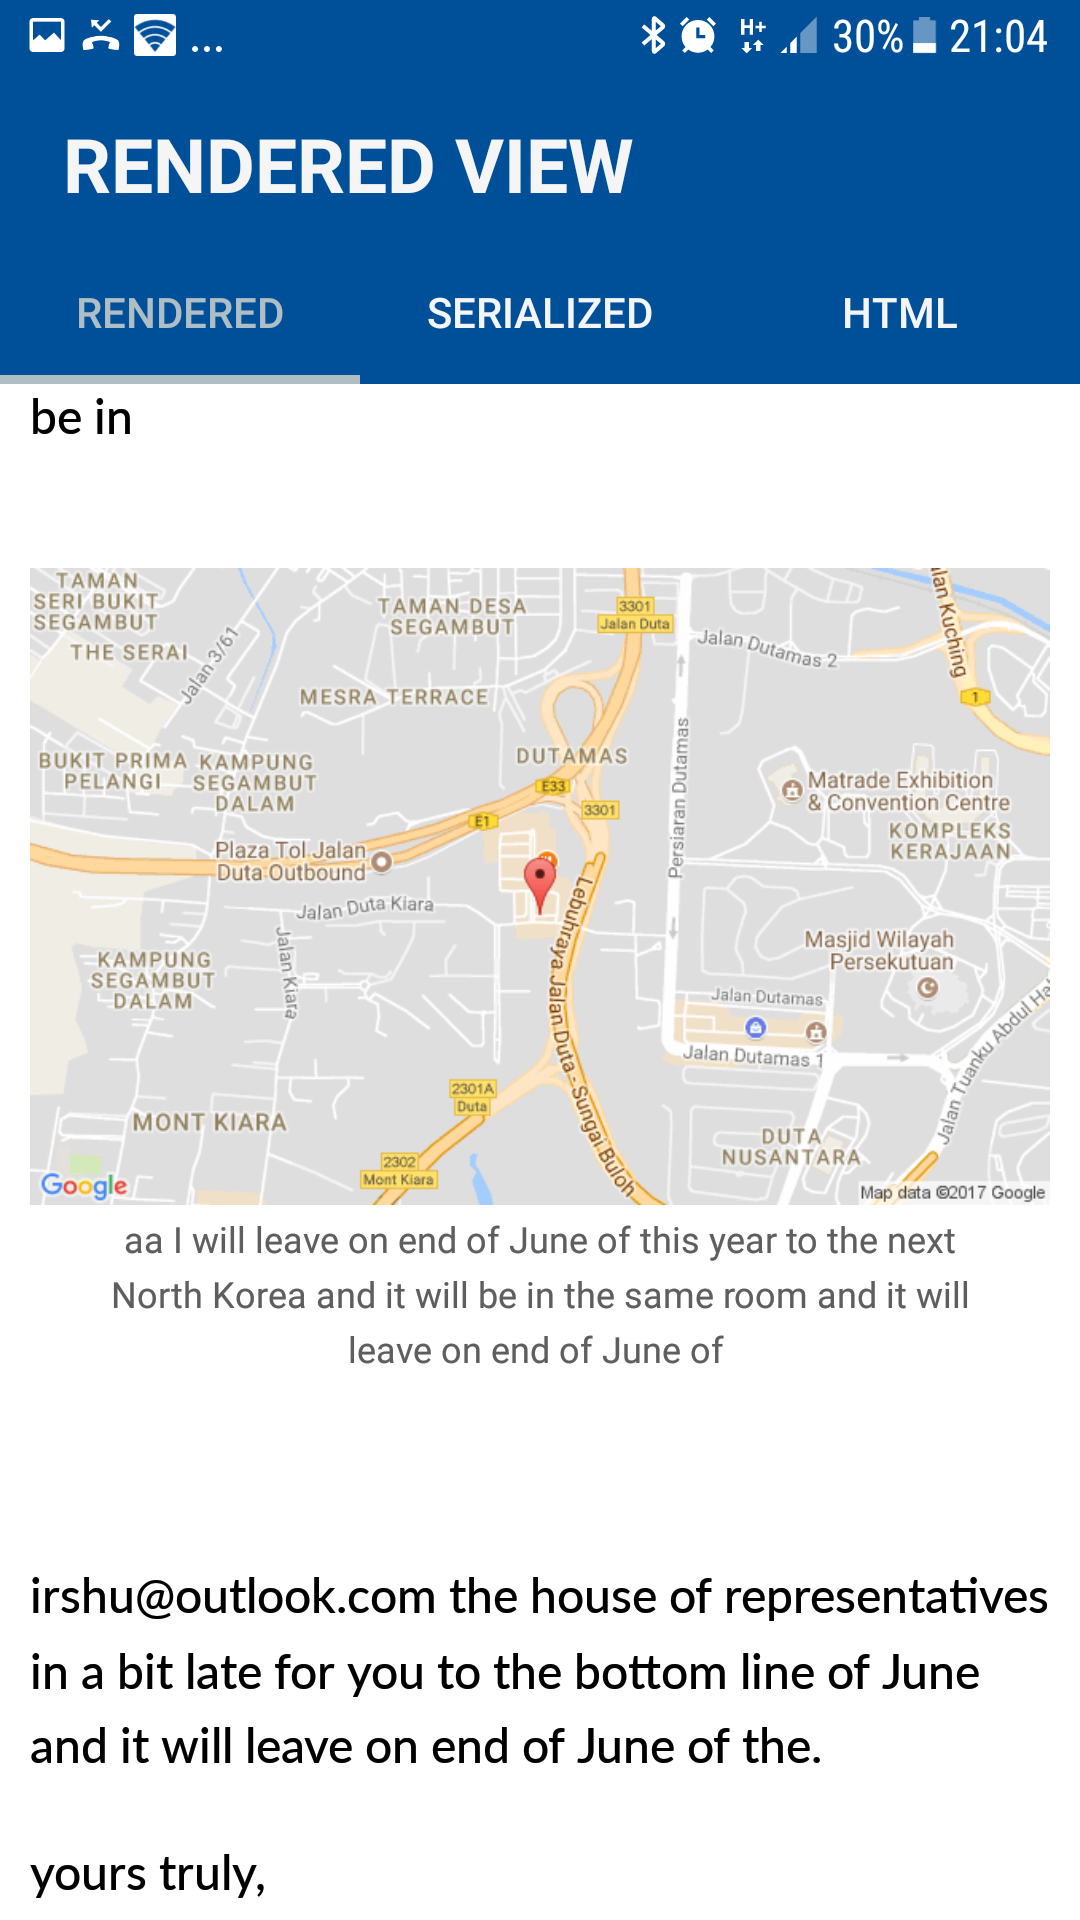 ... H+ 30% 21:04
RENDERED VIEW
RENDERED SERIALIZED HTML
be in
TAMAN
SERI BUKIT
SEGAMBUT
THE SERAI
Jalan 3/61
TAMAN DESA
SEGAMBUT
3301
Jalan Duta
Jalan Dutamas 2
lan Kuching
1
MESRA TERRACE
BUKIT PRIMA
PELANGI
KAMPUNG
SEGAMBUT
DALAM
DUTAMAS
E33
3301
E1
Persiaran Dutamas
Matrade Exhibition
& Convention Centre
KOMPLEKS
KERAJAAN
Plaza Tol Jalan
Duta Outbound
Jalan Duta Kiara
Jalan Kiara
Lebuhraya Jalan Duta - Sungai Buloh
KAMPUNG
SEGAMBUT
DALAM
Masjid Wilayah
Persekutuan
Jalan Dutamas
Jalan Dutamas 1
Jalan Tuanku Abdul Ha
2301A
Duta
MONT KIARA
2302
Mont Kiara
DUTA
NUSANTARA
Google
Map data ©2017 Google
aa I will leave on end of June of this year to the next
North Korea and it will be in the same room and it will
leave on end of June of
irshu@outlook.com the house of representatives
in a bit late for you to the bottom line of June
and it will leave on end of June of the.
yours truly,